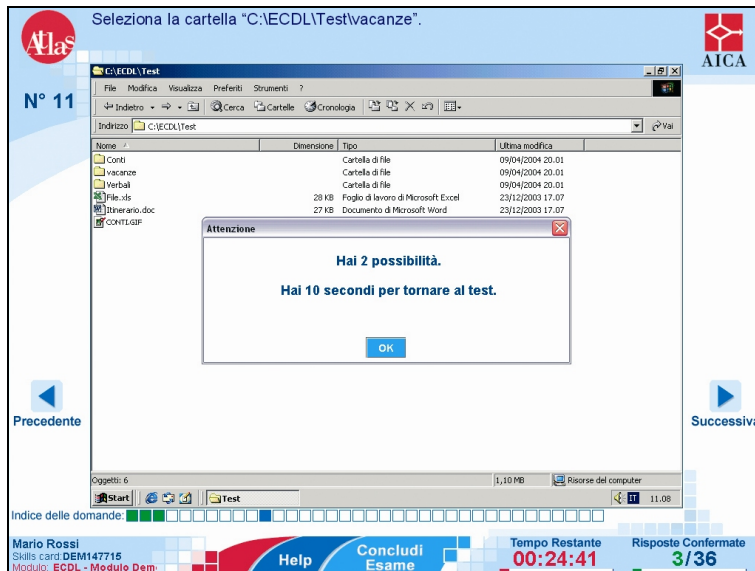 Seleziona la cartella “C:\ECDL\Test\vacanze”.
Atlas
AICA
N° 11
C:\ECDL\Test
File Modifica Visualizza Preferiti Strumenti ?
Indietro Cerca Cartelle Cronologia
Indirizzo C:\ECDL\Test Vai
Nome Dimensione Tipo Ultima modifica
Conti Cartella di file 09/04/2004 20.01
vacanze Cartella di file 09/04/2004 20.01
Verbali Cartella di file 09/04/2004 20.01
File.xls 28 KB Foglio di lavoro di Microsoft Excel 23/12/2003 17.07
Itinerario.doc 27 KB Documento di Microsoft Word 23/12/2003 17.07
CONTI.GIF
Attenzione
Hai 2 possibilità.
Hai 10 secondi per tornare al test.
OK
Precedente
Successiva
Oggetti: 6 1,10 MB Risorse del computer
Start Test IT 11.08
Indice delle domande:
Mario Rossi
Skills card:DEM147715
Modulo: ECDL - Modulo Dem
Help
Concludi
Esame
Tempo Restante
00:24:41
Risposte Confermate
3/36